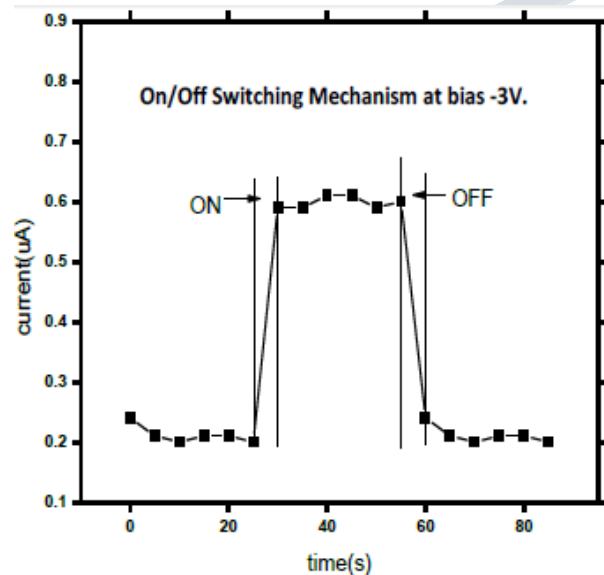 On/Off Switching Mechanism at bias -3V.
0.9
0.8
0.7
0.6
0.5
0.4
0.3
0.2
0.1
current(uA)
ON
OFF
0 20 40 60 80
time(s)